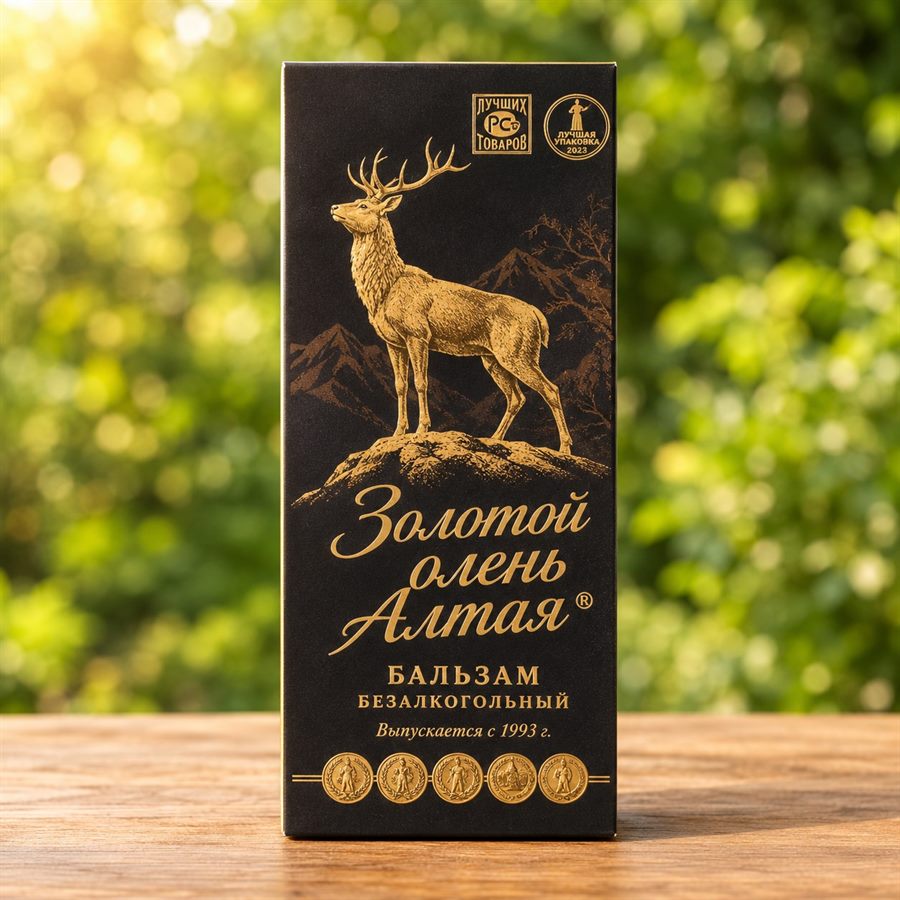 ЛУЧШИХ
РСТ
ТОВАРОВ
ЛУЧШАЯ
УПАКОВКА
2023
Золотой
олень
Алтая®
БАЛЬЗАМ
БЕЗАЛКОГОЛЬНЫЙ
Выпускается с 1993 г.